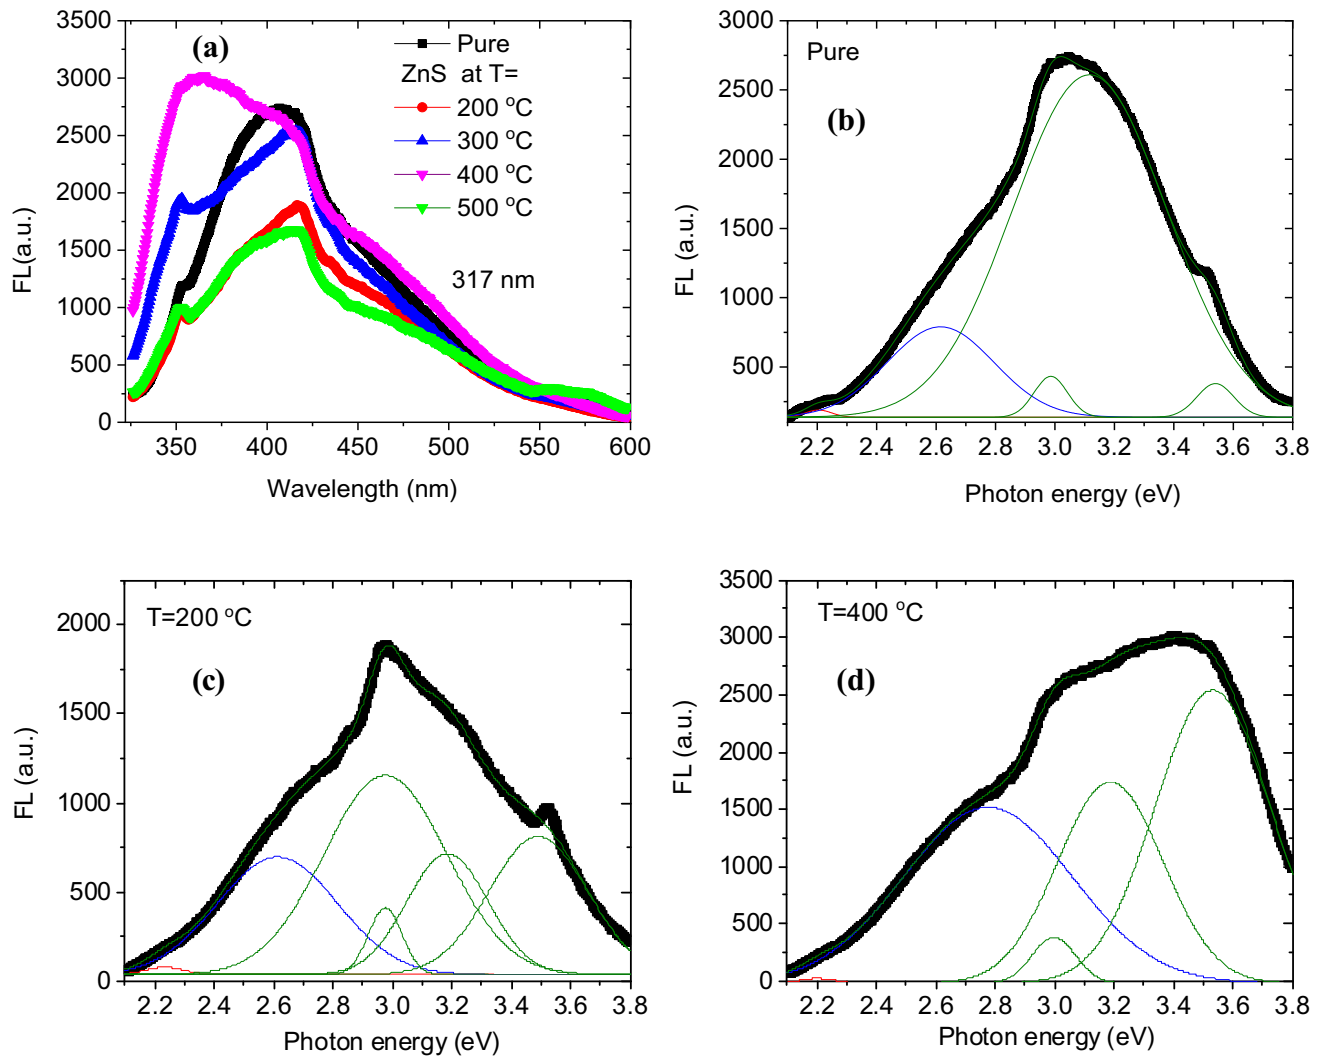 (a)
Pure
ZnS at T=
200 °C
300 °C
400 °C
500 °C
317 nm
FL(a.u.)
3500
3000
2500
2000
1500
1000
500
0
350 400 450 500 550 600
Wavelength (nm)
Pure
(b)
FL (a.u.)
3000
2500
2000
1500
1000
500
2.2 2.4 2.6 2.8 3.0 3.2 3.4 3.6 3.8
Photon energy (eV)
T=200 °C
(c)
FL (a.u.)
2000
1500
1000
500
0
2.2 2.4 2.6 2.8 3.0 3.2 3.4 3.6 3.8
Photon energy (eV)
T=400 °C
(d)
FL (a.u.)
3500
3000
2500
2000
1500
1000
500
0
2.2 2.4 2.6 2.8 3.0 3.2 3.4 3.6 3.8
Photon energy (eV)